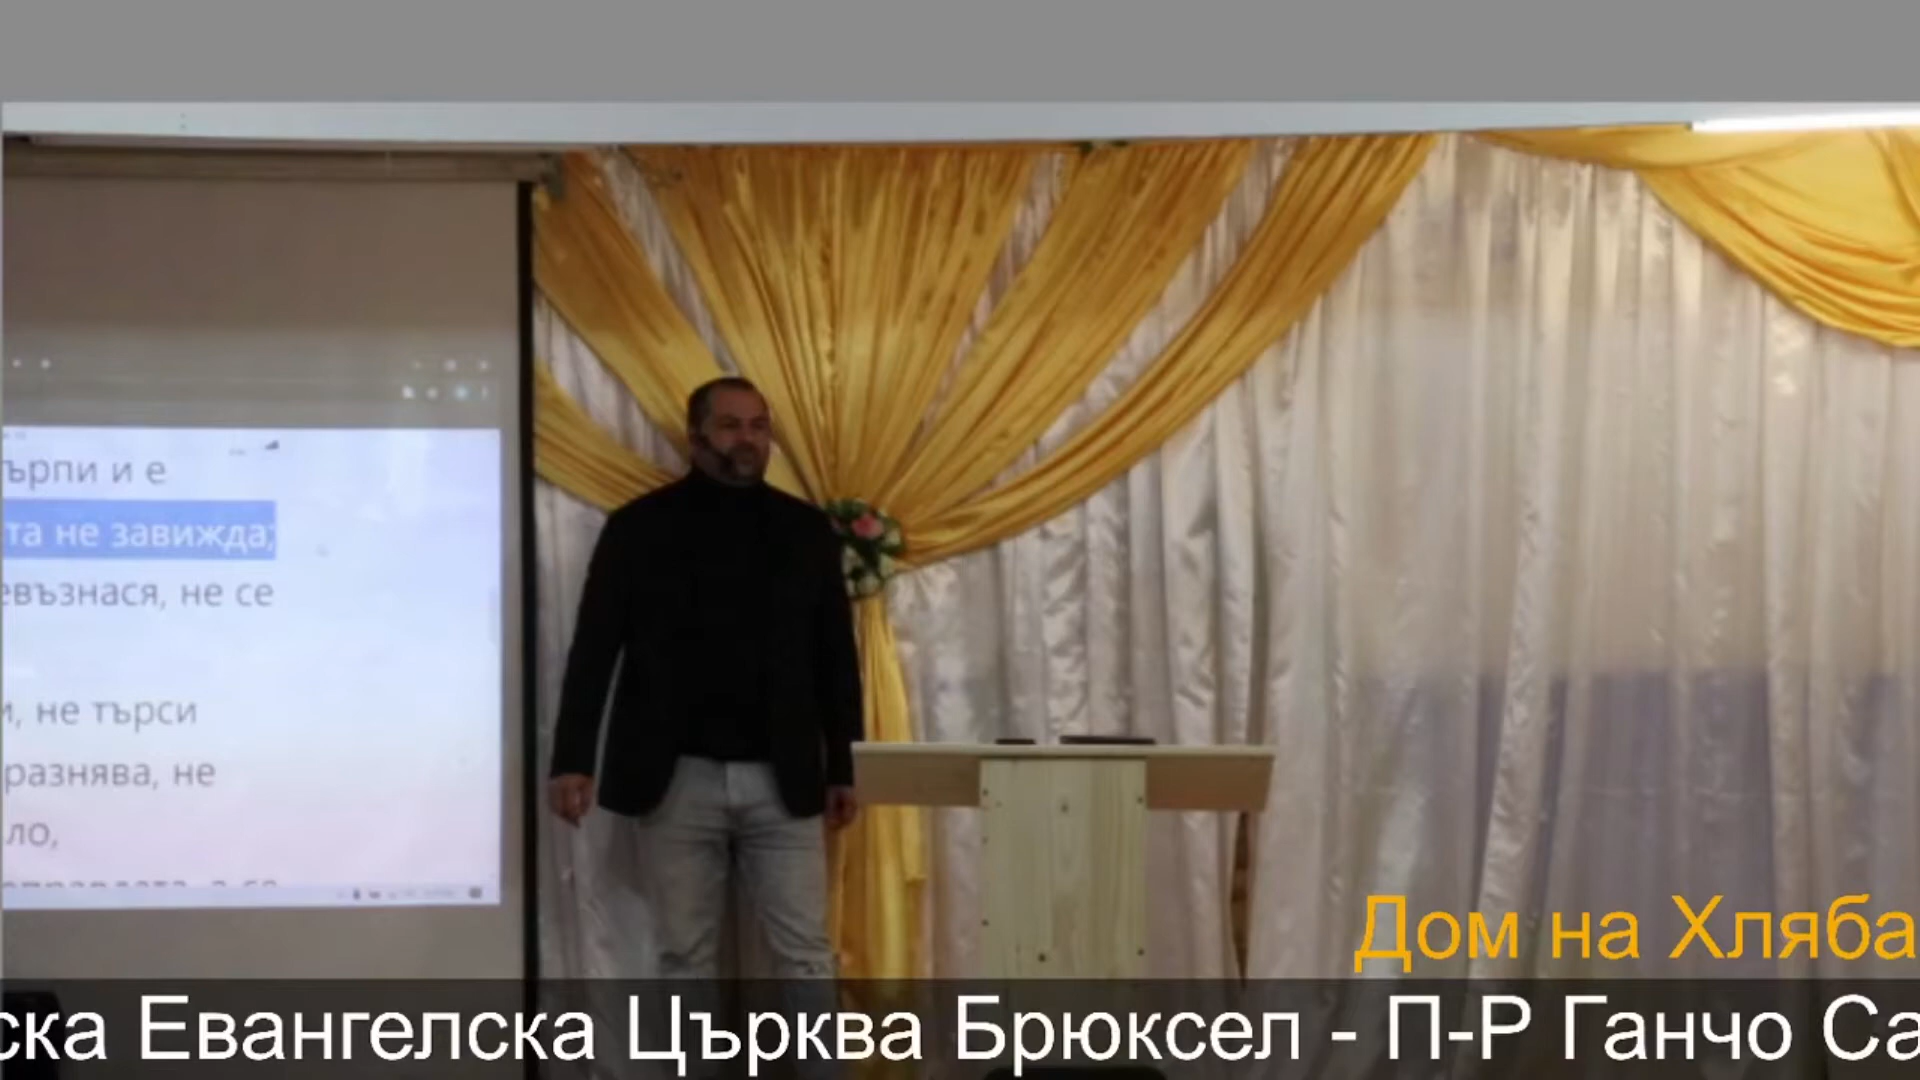 ърпи и е
та не завижда;
евъзнася, не се
и, не търси
разнява, не
ло,
Дом на Хляба
ска Евангелска Църква Брюксел - П-Р Ганчо Са